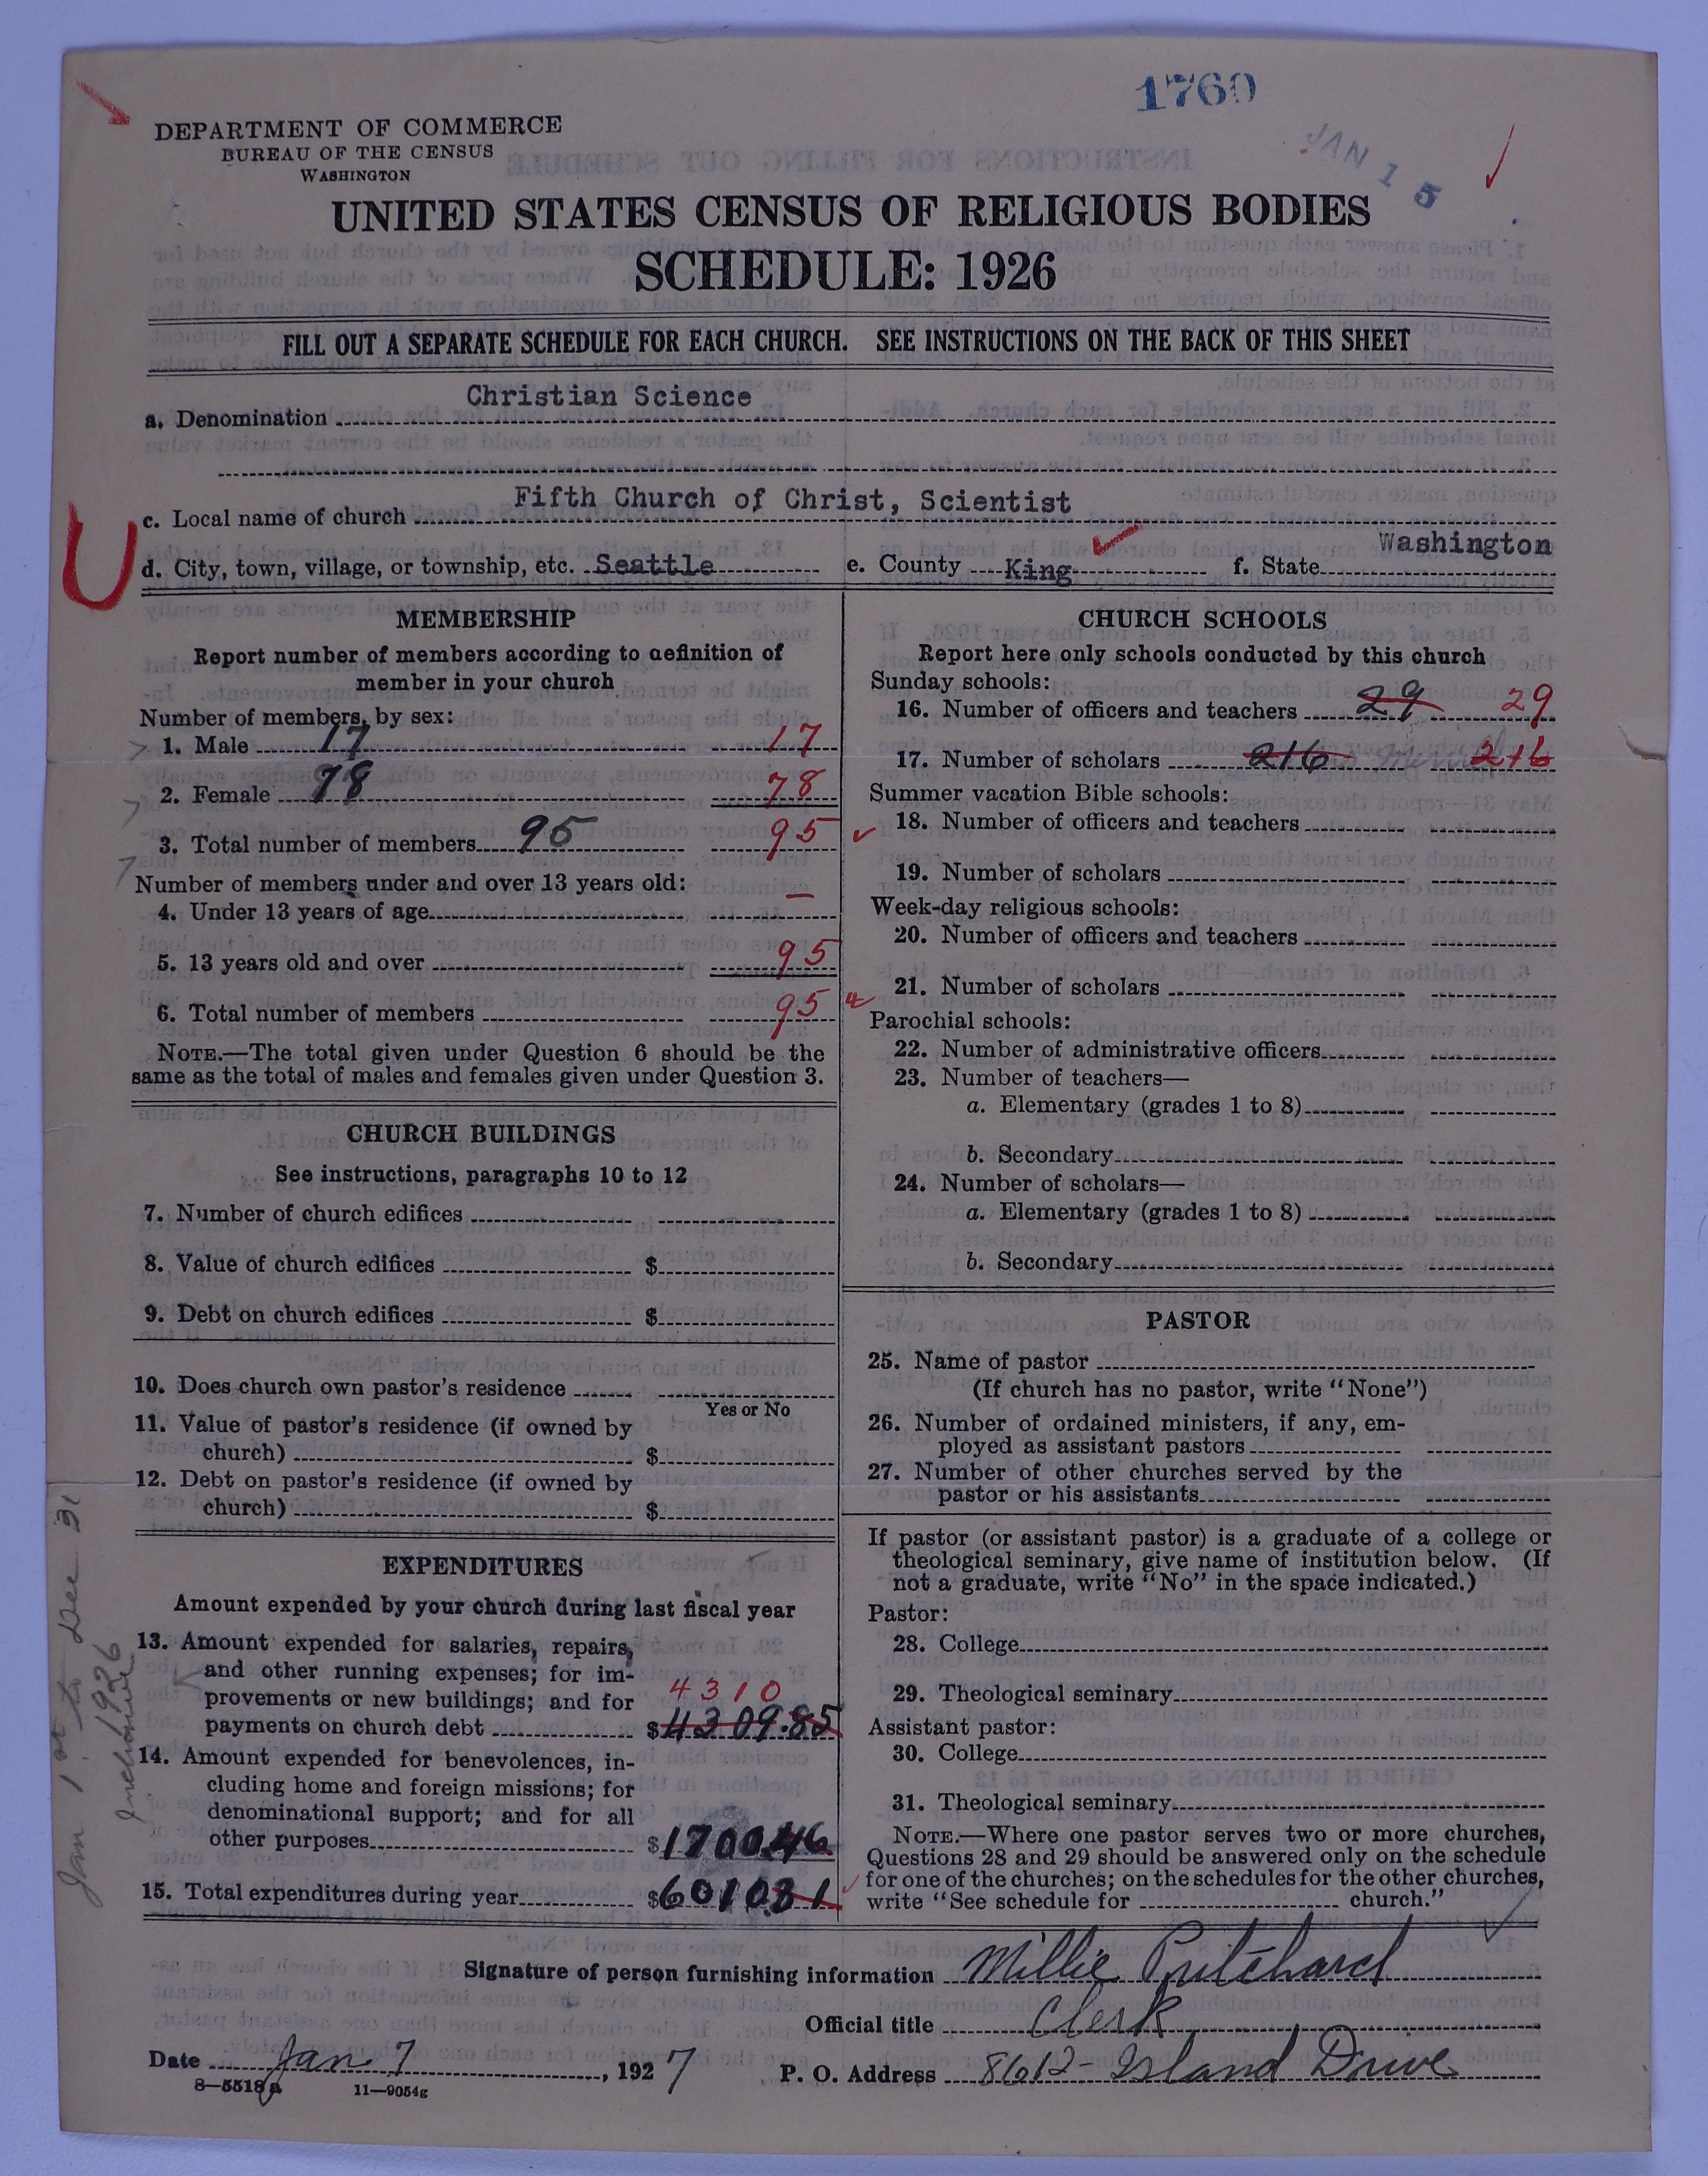 1760
JAN 15
DEPARTMENT OF COMMERCE
BUREAU OF THE CENSUS
WASHINGTON
UNITED STATES CENSUS OF RELIGIOUS BODIES
SCHEDULE: 1926
FILL OUT A SEPARATE SCHEDULE FOR EACH CHURCH. SEE INSTRUCTIONS ON THE BACK OF THIS SHEET
a. Denomination Christian Science
c. Local name of church Fifth Church of Christ, Scientist
d. City, town, village, or township, etc. Seattle e. County King f. State Washington
MEMBERSHIP
Report number of members according to definition of
member in your church
Number of members, by sex:
1. Male 17 17
2. Female 78 78
3. Total number of members 95 95
Number of members under and over 13 years old:
4. Under 13 years of age —
5. 13 years old and over 95
6. Total number of members 95
NOTE.—The total given under Question 6 should be the
same as the total of males and females given under Question 3.
CHURCH BUILDINGS
See instructions, paragraphs 10 to 12
7. Number of church edifices
8. Value of church edifices $
9. Debt on church edifices $
10. Does church own pastor's residence
Yes or No
11. Value of pastor's residence (if owned by
church) $
12. Debt on pastor's residence (if owned by
church) $
EXPENDITURES
Amount expended by your church during last fiscal year
13. Amount expended for salaries, repairs,
and other running expenses; for im-
provements or new buildings; and for 4310
payments on church debt $4309.85
14. Amount expended for benevolences, in-
cluding home and foreign missions; for
denominational support; and for all
other purposes $1700.46
15. Total expenditures during year $6010.31
Jan 1st to Dec 31
1926
inclusive
CHURCH SCHOOLS
Report here only schools conducted by this church
Sunday schools:
16. Number of officers and teachers 29 29
17. Number of scholars 216 216
Summer vacation Bible schools:
18. Number of officers and teachers
19. Number of scholars
Week-day religious schools:
20. Number of officers and teachers
21. Number of scholars
Parochial schools:
22. Number of administrative officers
23. Number of teachers—
a. Elementary (grades 1 to 8)
b. Secondary
24. Number of scholars—
a. Elementary (grades 1 to 8)
b. Secondary
PASTOR
25. Name of pastor
(If church has no pastor, write "None")
26. Number of ordained ministers, if any, em-
ployed as assistant pastors
27. Number of other churches served by the
pastor or his assistants
If pastor (or assistant pastor) is a graduate of a college or
theological seminary, give name of institution below. (If
not a graduate, write "No" in the space indicated.)
Pastor:
28. College
29. Theological seminary
Assistant pastor:
30. College
31. Theological seminary
NOTE.—Where one pastor serves two or more churches,
Questions 28 and 29 should be answered only on the schedule
for one of the churches; on the schedules for the other churches,
write "See schedule for church."
Signature of person furnishing information Millie Pritchard
Official title Clerk
Date Jan 7, 1927 P. O. Address 8612- Island Drive
8—5518a 11—9054g